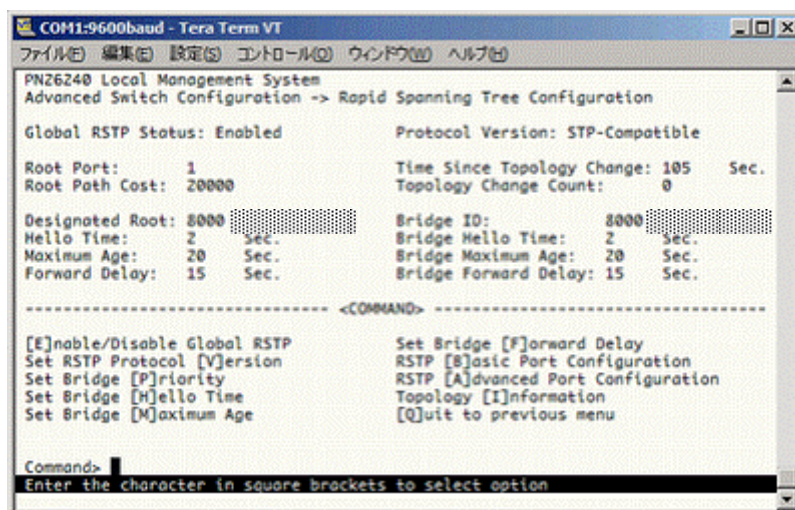 COM1:9600baud - Tera Term VT
ファイル(F) 編集(E) 設定(S) コントロール(O) ウィンドウ(W) ヘルプ(H)
PN26240 Local Management System
Advanced Switch Configuration -> Rapid Spanning Tree Configuration
Global RSTP Status: Enabled Protocol Version: STP-Compatible
Root Port: 1 Time Since Topology Change: 105 Sec.
Root Path Cost: 20000 Topology Change Count: 0
Designated Root: 8000 Bridge ID: 8000
Hello Time: 2 Sec. Bridge Hello Time: 2 Sec.
Maximum Age: 20 Sec. Bridge Maximum Age: 20 Sec.
Forward Delay: 15 Sec. Bridge Forward Delay: 15 Sec.
-------------------------------- <COMMAND> -----------------------------------
[E]nable/Disable Global RSTP Set Bridge [F]orward Delay
Set RSTP Protocol [V]ersion RSTP [B]asic Port Configuration
Set Bridge [P]riority RSTP [A]dvanced Port Configuration
Set Bridge [H]ello Time Topology [I]nformation
Set Bridge [M]aximum Age [Q]uit to previous menu
Command>
Enter the character in square brackets to select option